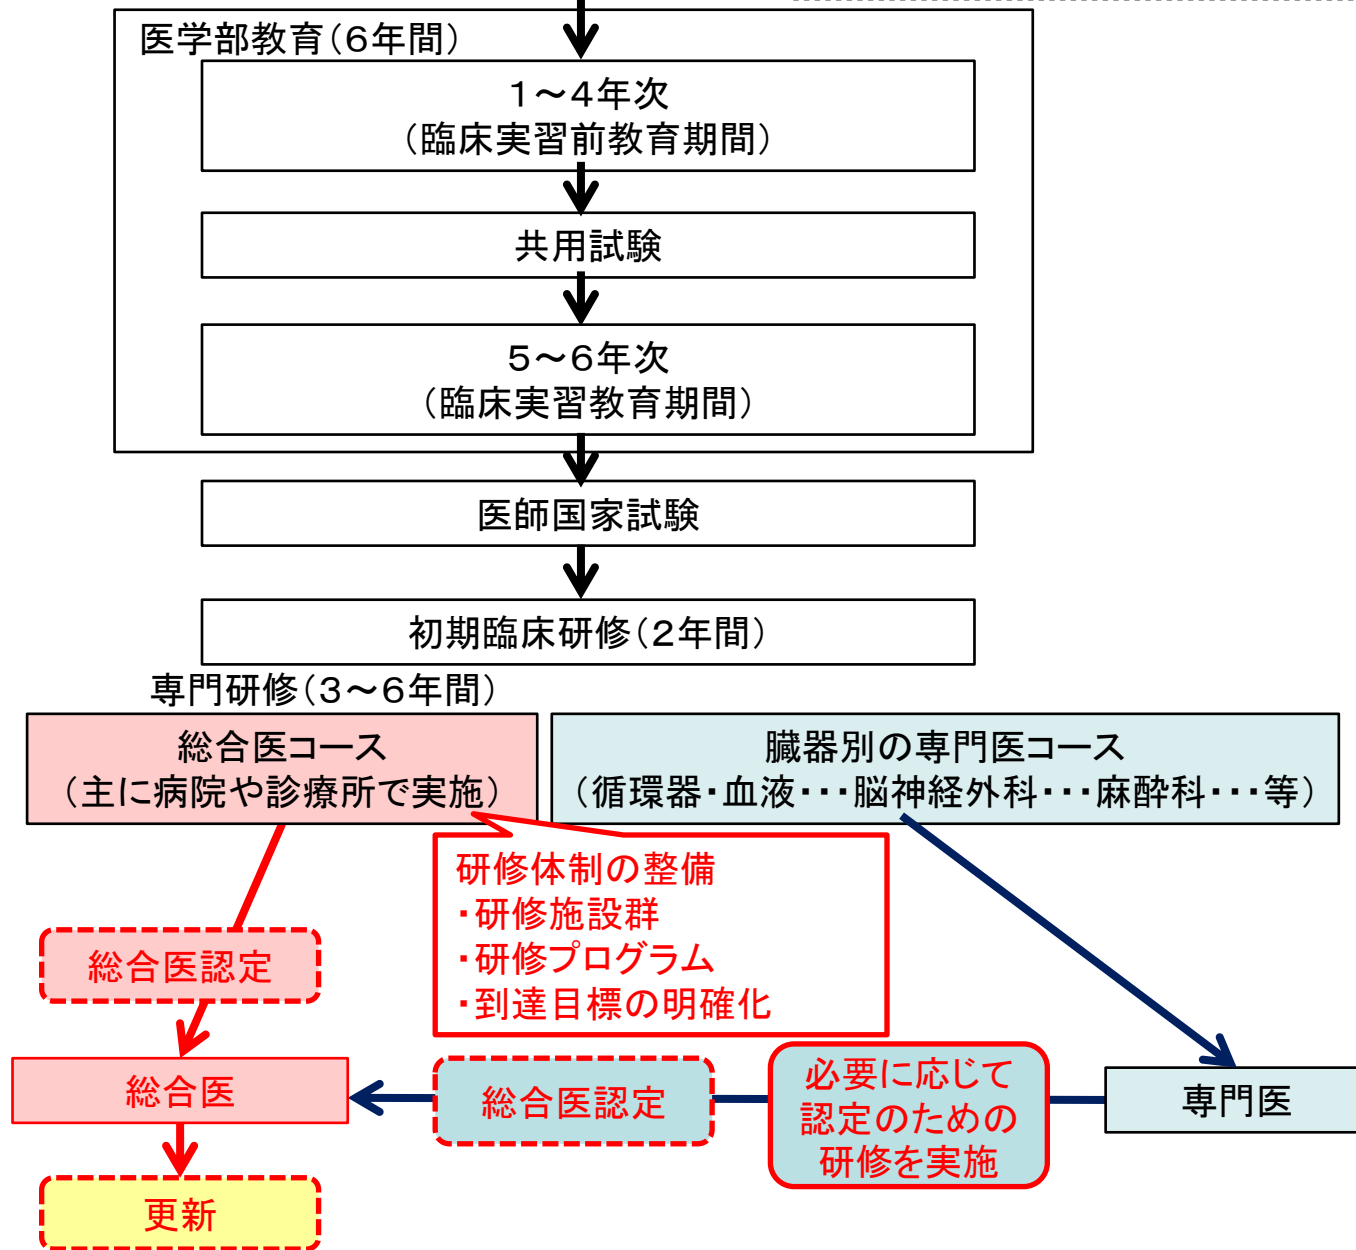 医学部教育(6年間)
1～4年次
(臨床実習前教育期間)
共用試験
5～6年次
(臨床実習教育期間)
医師国家試験
初期臨床研修(2年間)
専門研修(3～6年間)
総合医コース
(主に病院や診療所で実施)
臓器別の専門医コース
(循環器・血液・・・脳神経外科・・・麻酔科・・・等)
研修体制の整備
・研修施設群
・研修プログラム
・到達目標の明確化
総合医認定
総合医
総合医認定
必要に応じて
認定のための
研修を実施
専門医
更新